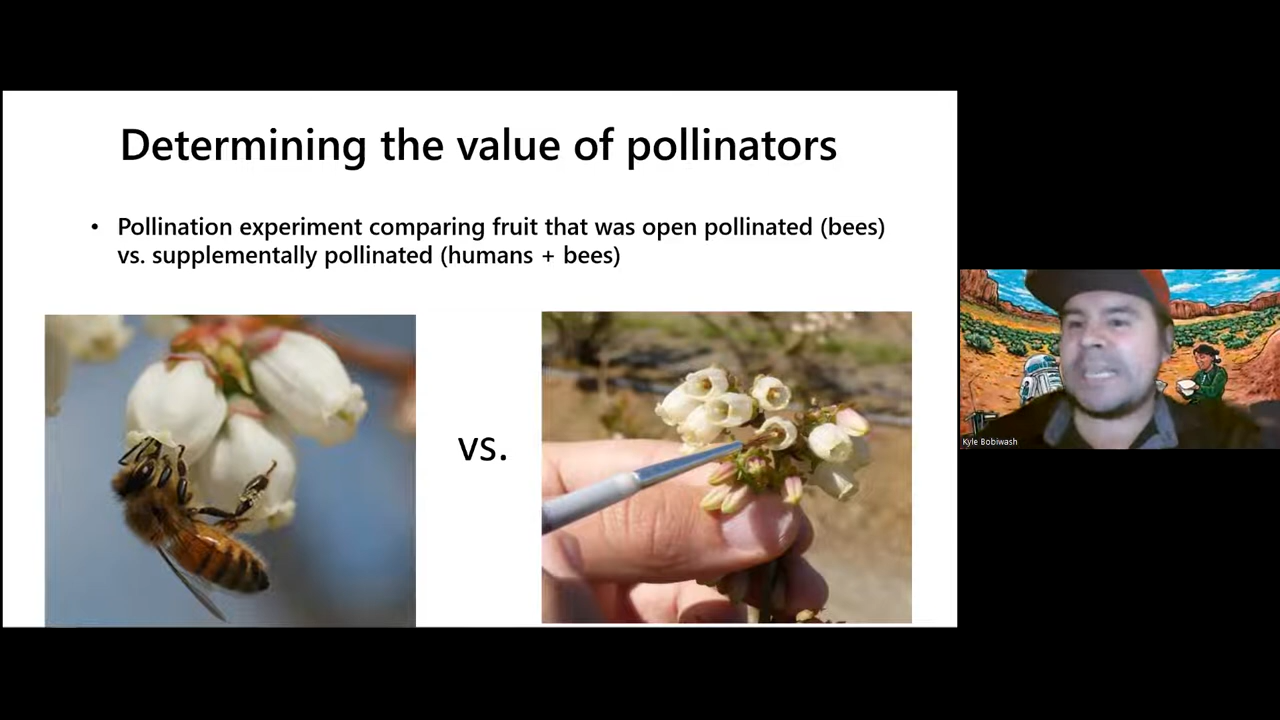 Determining the value of pollinators
• Pollination experiment comparing fruit that was open pollinated (bees)
vs. supplementally pollinated (humans + bees)
vs.
Kyle Bobiwash